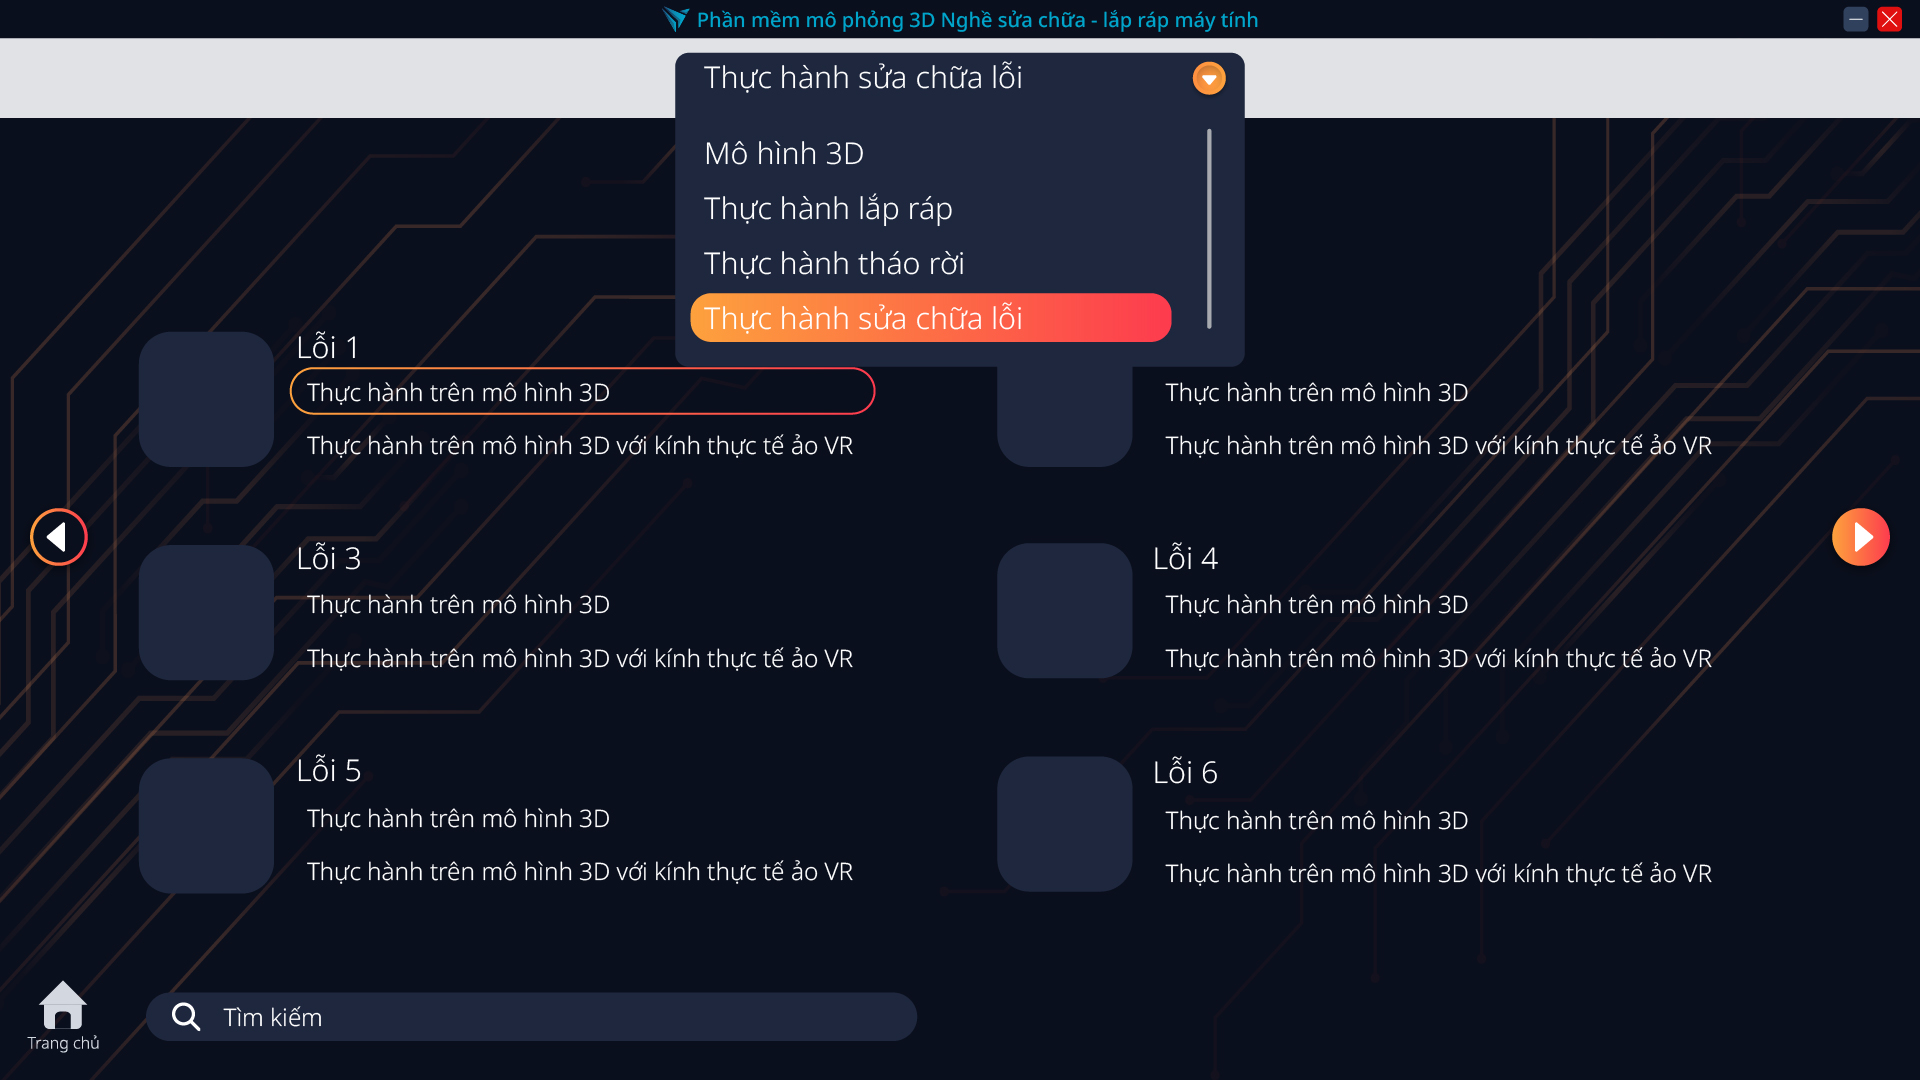 Phần mềm mô phỏng 3D Nghề sửa chữa - lắp ráp máy tính
Thực hành sửa chữa lỗi
Mô hình 3D
Thực hành lắp ráp
Thực hành tháo rời
Thực hành sửa chữa lỗi
Lỗi 1
Thực hành trên mô hình 3D
Thực hành trên mô hình 3D với kính thực tế ảo VR
Thực hành trên mô hình 3D
Thực hành trên mô hình 3D với kính thực tế ảo VR
Lỗi 3
Thực hành trên mô hình 3D
Thực hành trên mô hình 3D với kính thực tế ảo VR
Lỗi 4
Thực hành trên mô hình 3D
Thực hành trên mô hình 3D với kính thực tế ảo VR
Lỗi 5
Thực hành trên mô hình 3D
Thực hành trên mô hình 3D với kính thực tế ảo VR
Lỗi 6
Thực hành trên mô hình 3D
Thực hành trên mô hình 3D với kính thực tế ảo VR
Trang chủ
Tìm kiếm